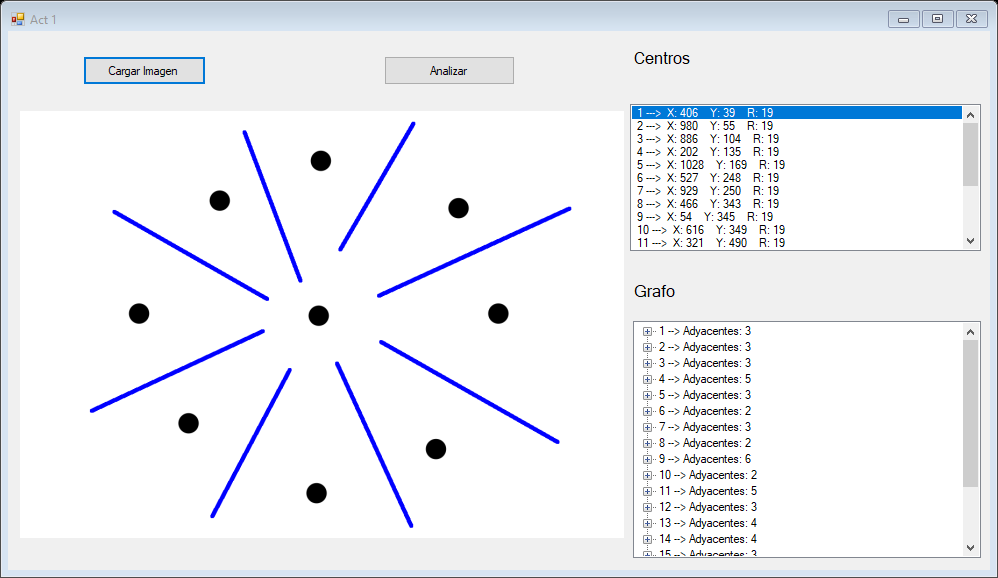 Act 1
Cargar Imagen
Analizar
Centros
1 ---> X: 406 Y: 39 R: 19
2 ---> X: 980 Y: 55 R: 19
3 ---> X: 886 Y: 104 R: 19
4 ---> X: 202 Y: 135 R: 19
5 ---> X: 1028 Y: 169 R: 19
6 ---> X: 527 Y: 248 R: 19
7 ---> X: 929 Y: 250 R: 19
8 ---> X: 466 Y: 343 R: 19
9 ---> X: 54 Y: 345 R: 19
10 ---> X: 616 Y: 349 R: 19
11 ---> X: 321 Y: 490 R: 19
Grafo
1 --> Adyacentes: 3
2 --> Adyacentes: 3
3 --> Adyacentes: 3
4 --> Adyacentes: 5
5 --> Adyacentes: 3
6 --> Adyacentes: 2
7 --> Adyacentes: 3
8 --> Adyacentes: 2
9 --> Adyacentes: 6
10 --> Adyacentes: 2
11 --> Adyacentes: 5
12 --> Adyacentes: 3
13 --> Adyacentes: 4
14 --> Adyacentes: 4
15 --> Adyacentes: 3